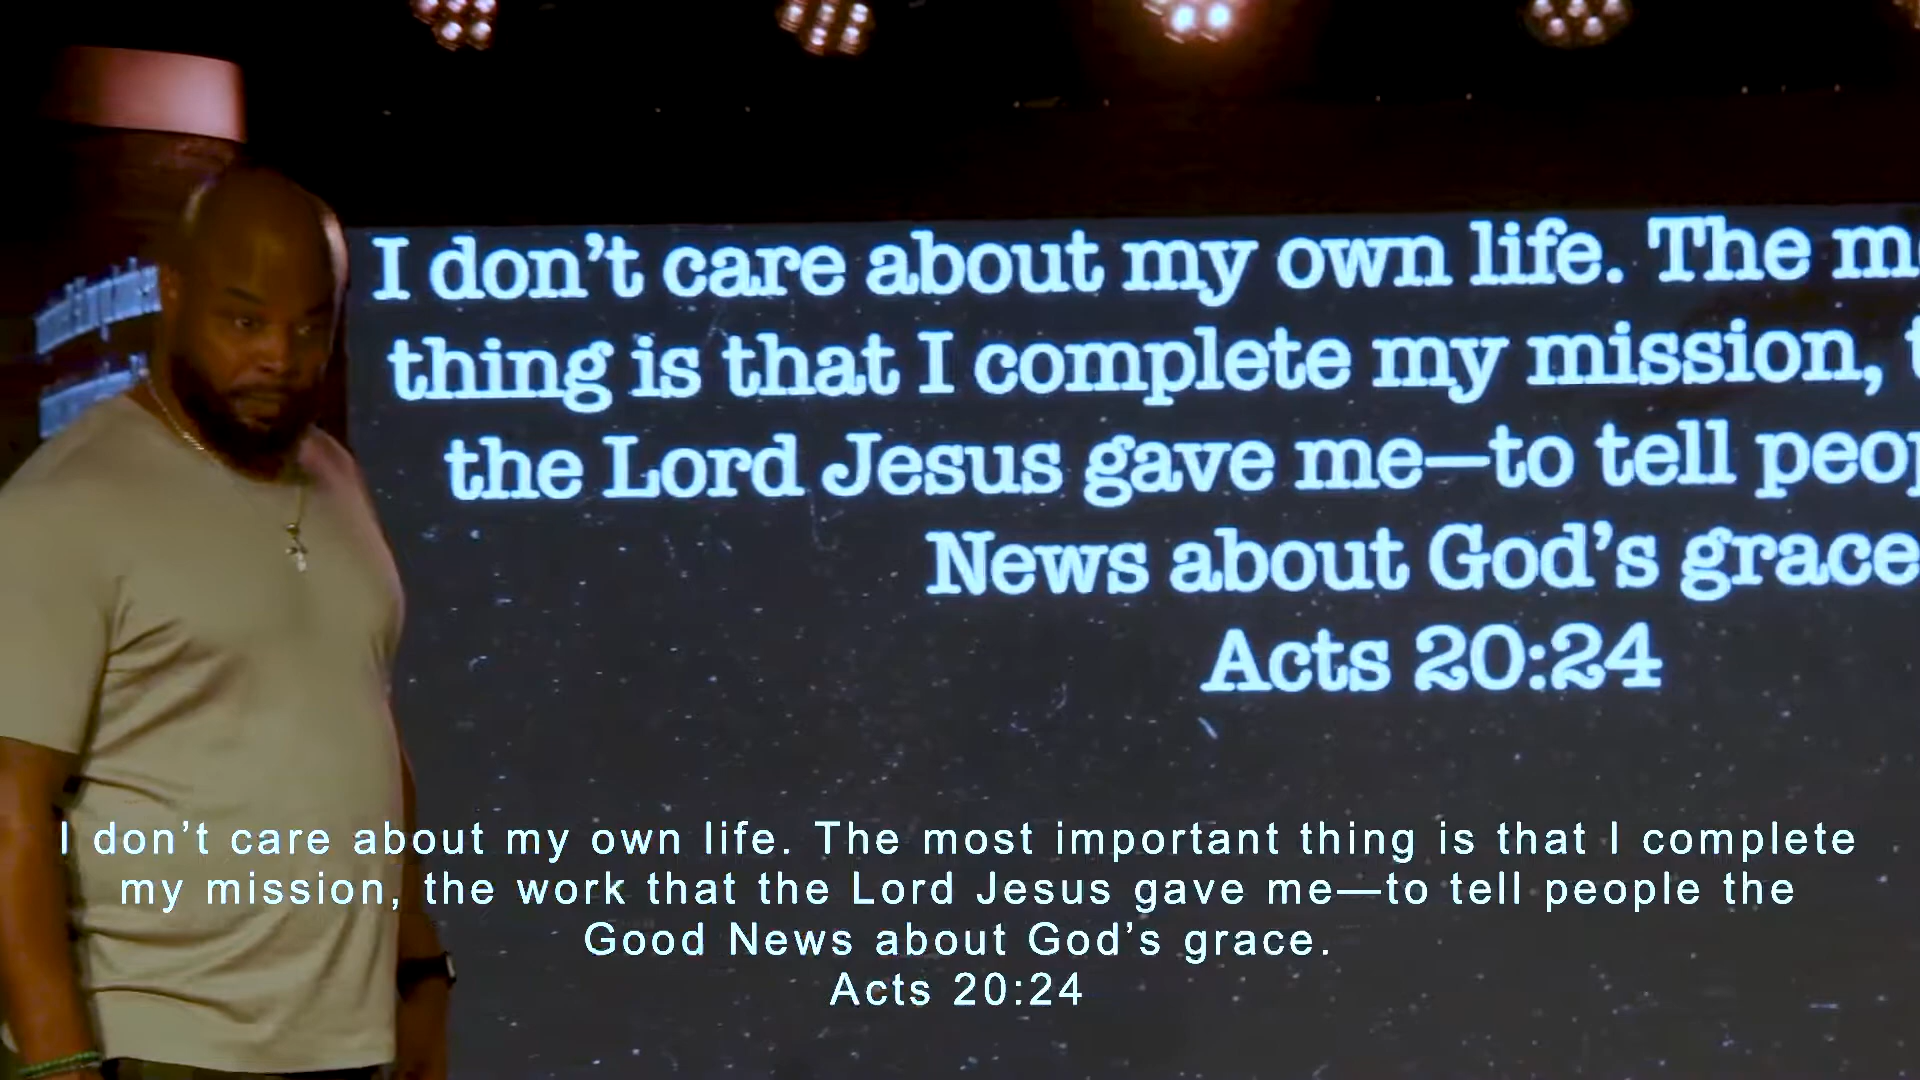 I don't care about my own life. The
thing is that I complete my mission,
the Lord Jesus gave me—to tell
News about God's grace
Acts 20:24
I don't care about my own life. The most important thing is that I complete
my mission, the work that the Lord Jesus gave me—to tell people the
Good News about God's grace.
Acts 20:24